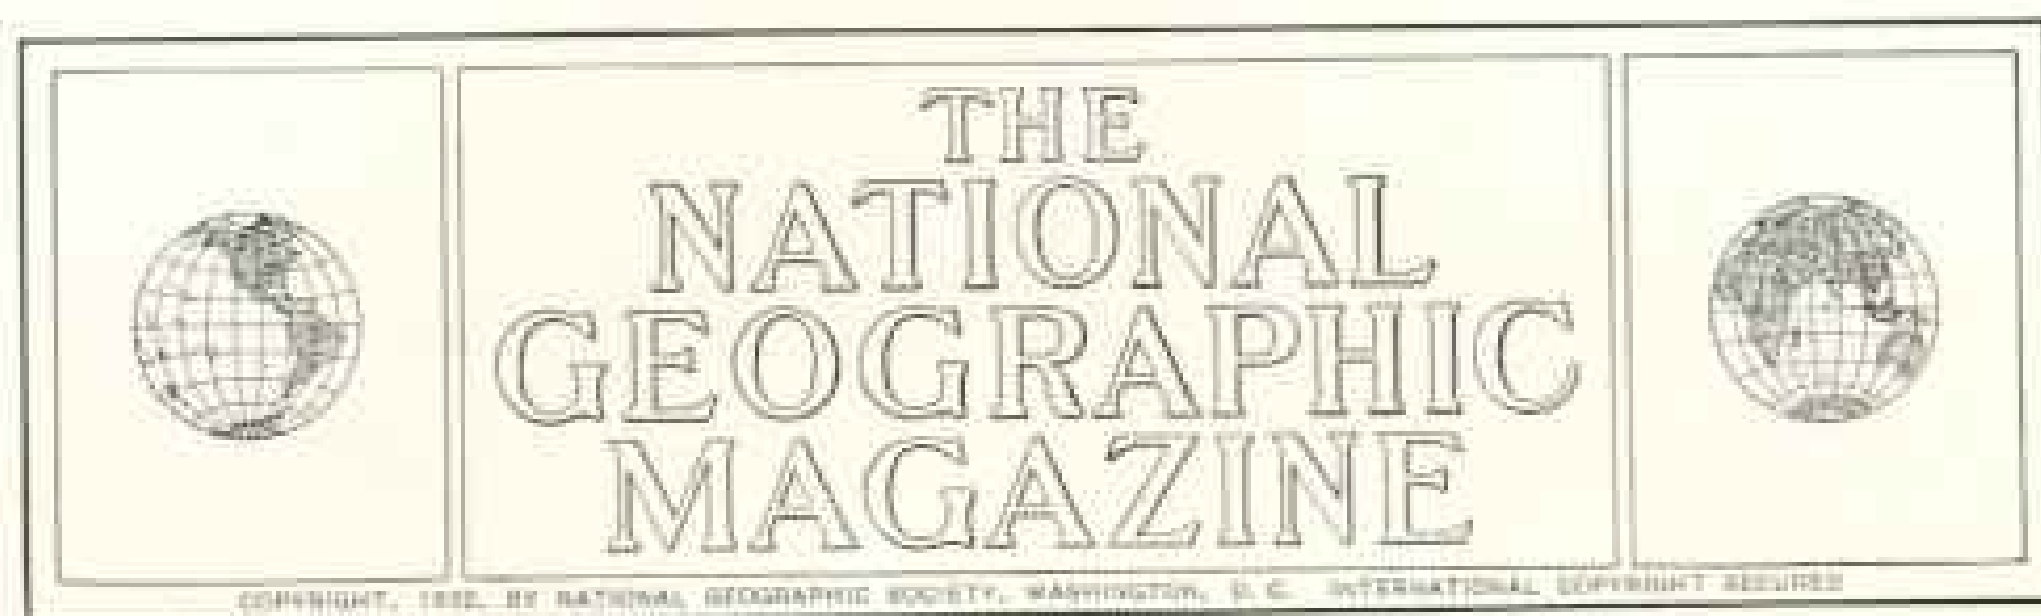 THE
NATIONAL
GEOGRAPHIC
MAGAZINE
COPYRIGHT, BY NATIONAL GEOGRAPHIC SOCIETY, WASHINGTON, D. C. INTERNATIONAL COPYRIGHT SECURED